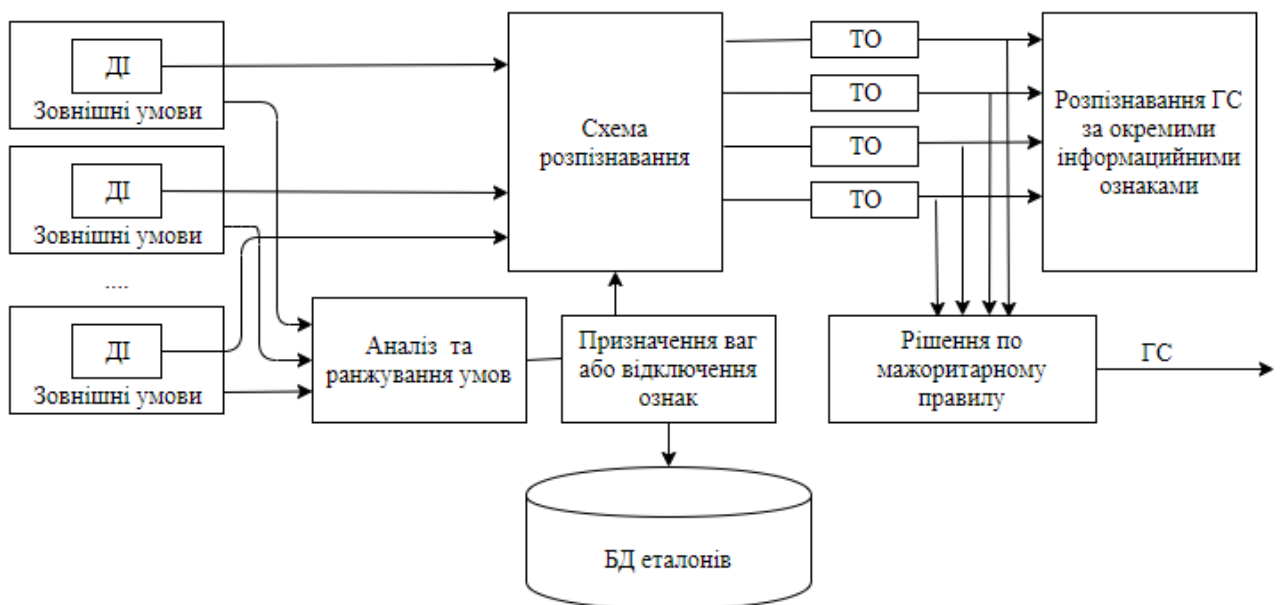 ДІ
Зовнішні умови
ДІ
Зовнішні умови
....
ДІ
Зовнішні умови
Аналіз та
ранжування умов
Схема
розпізнавання
Призначення ваг
або відключення
ознак
БД еталонів
ТО
ТО
ТО
ТО
Розпізнавання ГС
за окремими
інформацийними
ознаками
Рішення по
мажоритарному
правилу
ГС